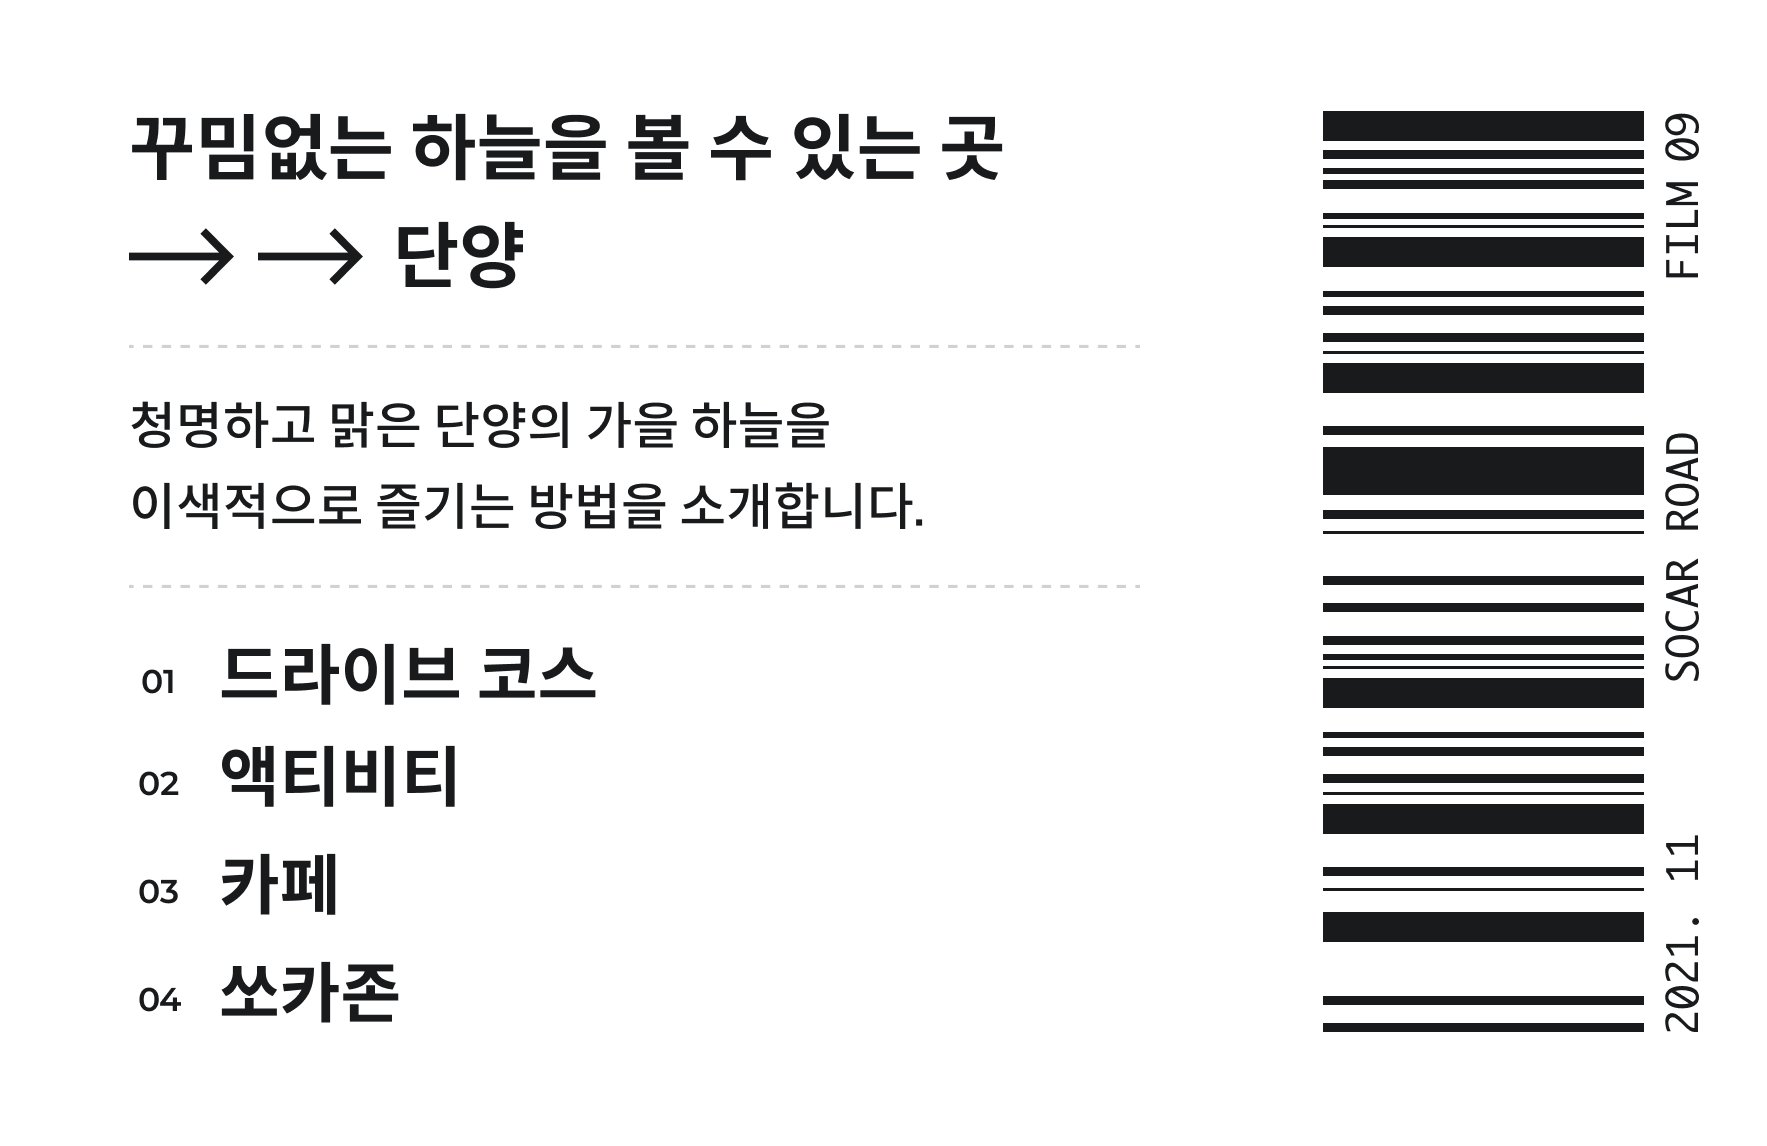 꾸밈없는 하늘을 볼 수 있는 곳
→ → 단양
청명하고 맑은 단양의 가을 하늘을
이색적으로 즐기는 방법을 소개합니다.
01 드라이브 코스
02 액티비티
03 카페
04 쏘카존
FILM 09
SOCAR ROAD
2021. 11